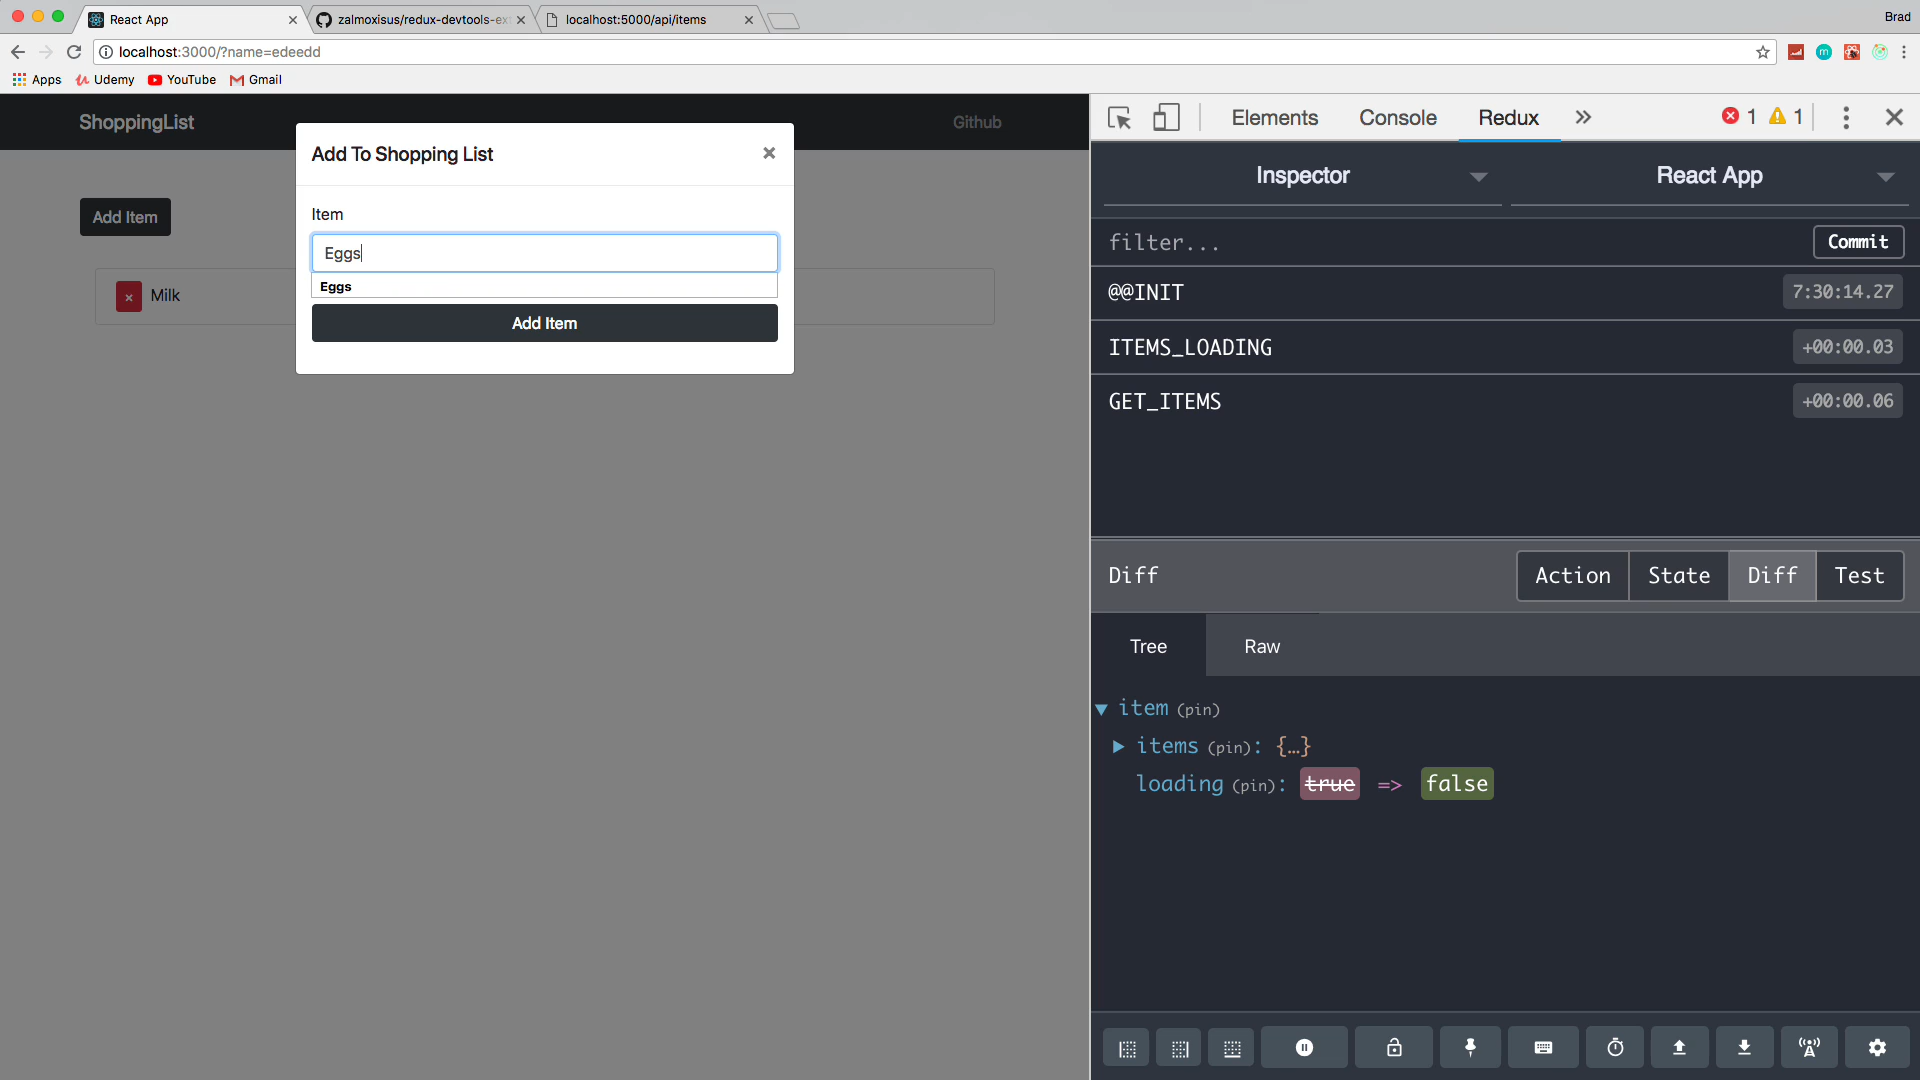 React App
zalmoxisus/redux-devtools-ext
localhost:5000/api/items
Brad
localhost:3000/?name=edeedd
Apps
Udemy
YouTube
Gmail
ShoppingList
Github
Add Item
Milk
Add To Shopping List
Item
Eggs
Eggs
Add Item
Elements
Console
Redux
1
1
Inspector
React App
filter...
Commit
@@INIT
7:30:14.27
ITEMS_LOADING
+00:00.03
GET_ITEMS
+00:00.06
Diff
Action
State
Diff
Test
Tree
Raw
item (pin)
items (pin): {…}
loading (pin): true => false